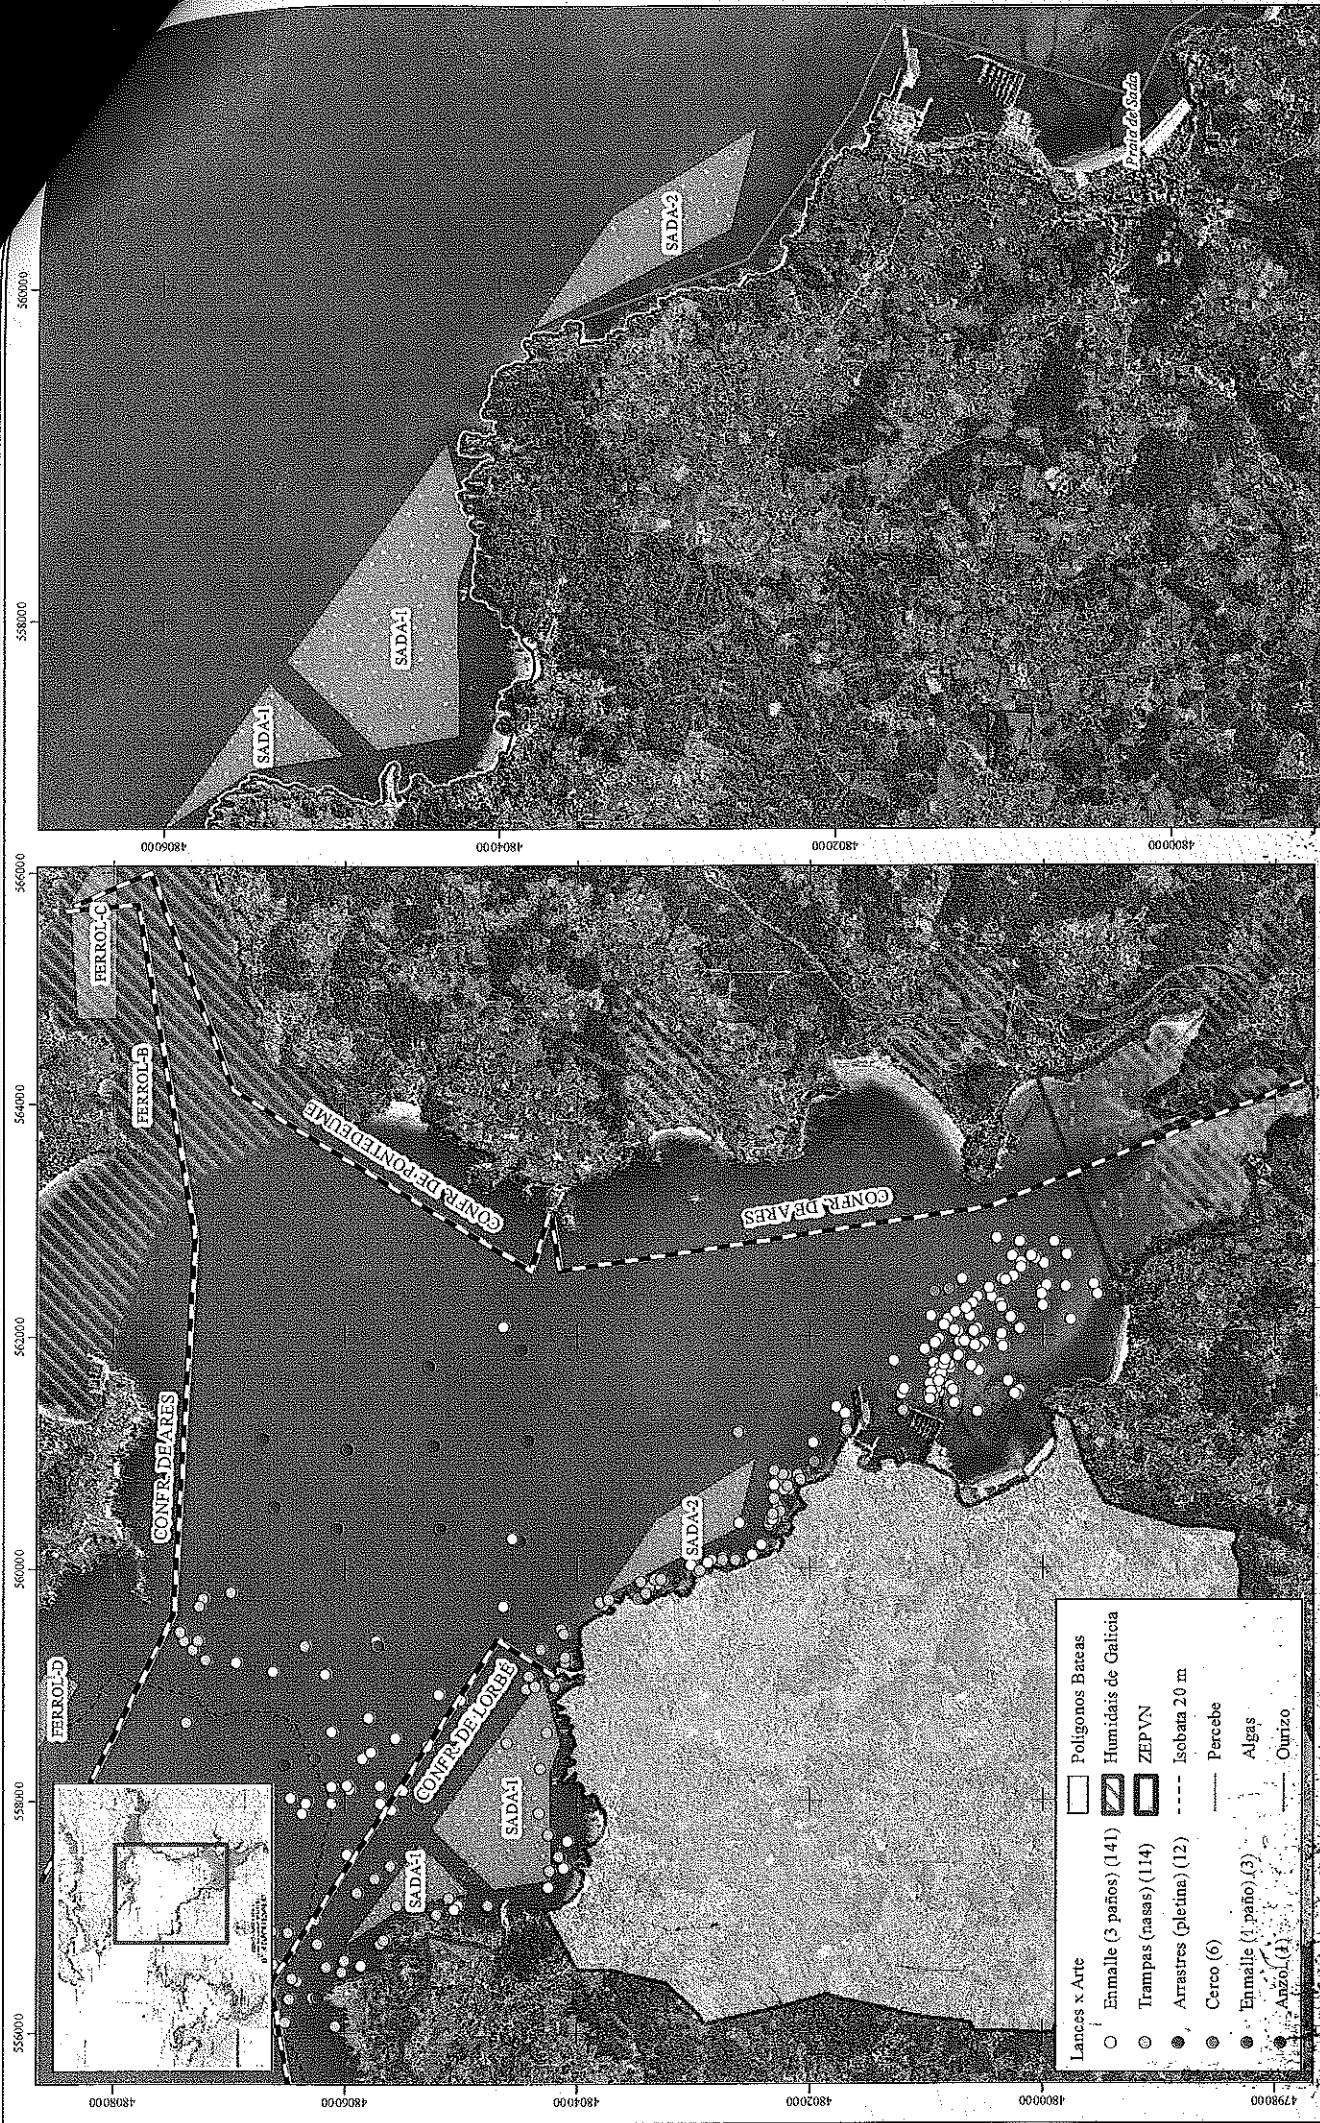 560000
558000
SADA-1
SADA-1
SADA-2
Praia de Sada
4806000
4804000
4802000
4800000
566000
564000
562000
560000
558000
556000
FERROL-C
FERROL-B
FERROL-D
CONFR. DE ARES
CONFR. DE PONTEDEUME
CONFR. DE ARES
CONFR. DE LORBÉ
SADA-1
SADA-1
SADA-2
Lances x Arte
Enmalle (3 paños) (141)
Trampas (nasas) (114)
Arrastres (pletina) (12)
Cerco (6)
Enmalle (1 paño) (3)
Anzol (1)
Polígonos Bateas
Humidais de Galicia
ZEPVN
Isobata 20 m
Percebe
Algas
Ourizo
4808000
4806000
4804000
4802000
4800000
4798000